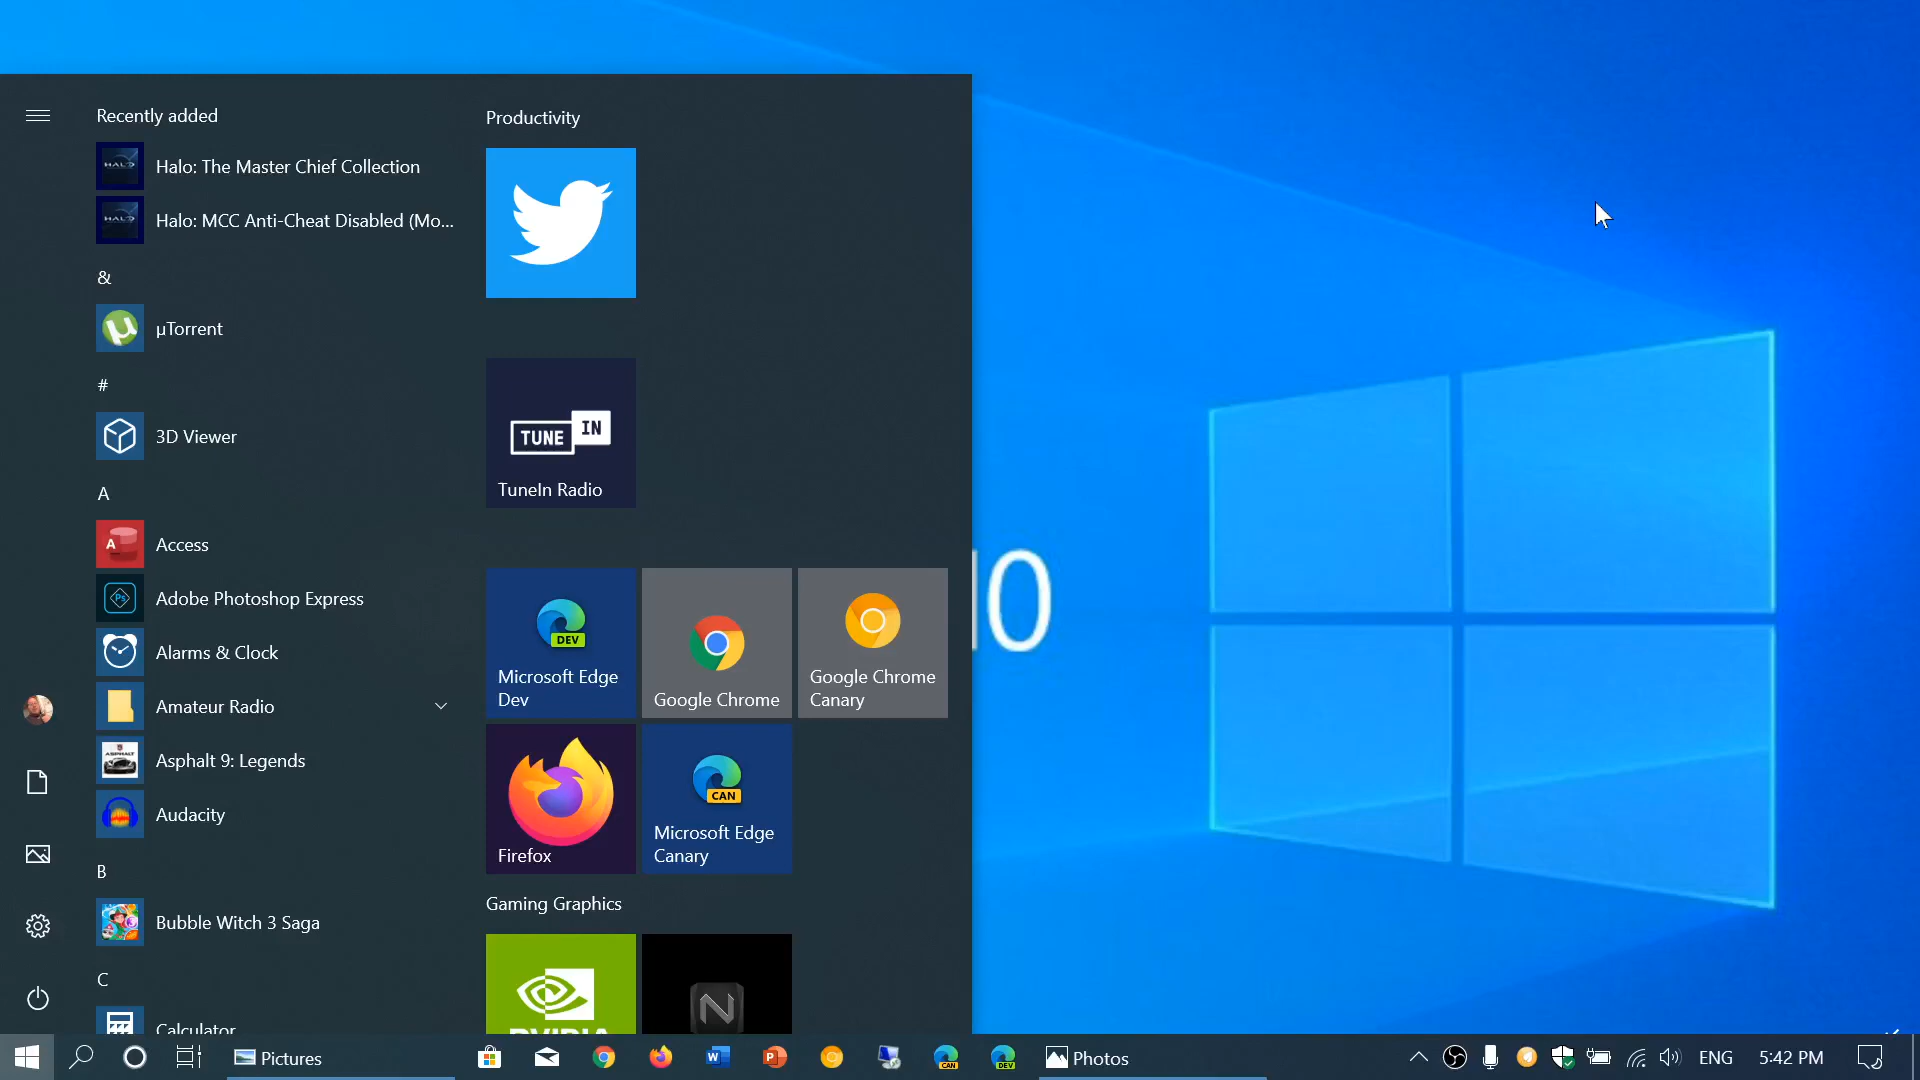 Recently added
Halo: The Master Chief Collection
Halo: MCC Anti-Cheat Disabled (Mo...
&
µTorrent
#
3D Viewer
A
Access
Adobe Photoshop Express
Alarms & Clock
Amateur Radio
Asphalt 9: Legends
Audacity
B
Bubble Witch 3 Saga
C
Calculator
Productivity
TUNE IN
TuneIn Radio
DEV
Microsoft Edge
Dev
Google Chrome
Google Chrome
Canary
Firefox
CAN
Microsoft Edge
Canary
Gaming Graphics
NVIDIA
N
10
Pictures
Photos
ENG
5:42 PM